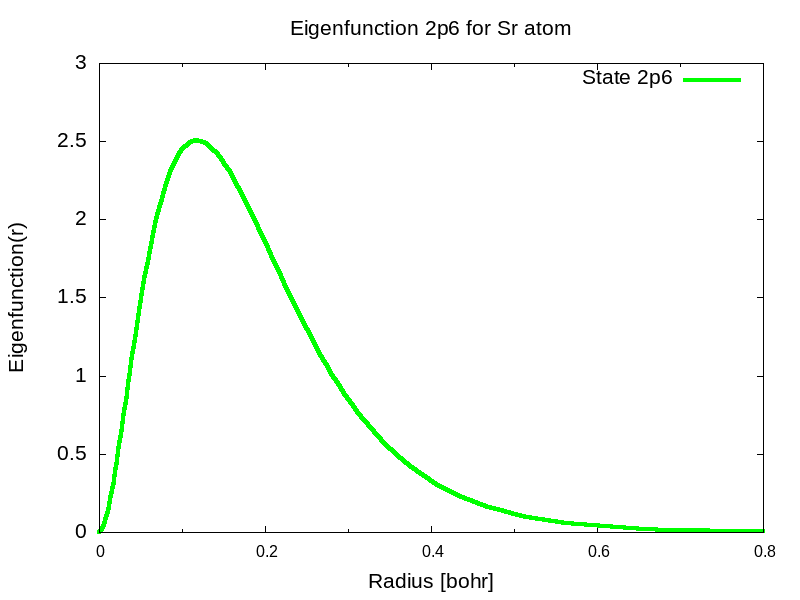 Eigenfunction 2p6 for Sr atom
State 2p6
3
2.5
2
1.5
1
0.5
0
Eigenfunction(r)
0 0.2 0.4 0.6 0.8
Radius [bohr]